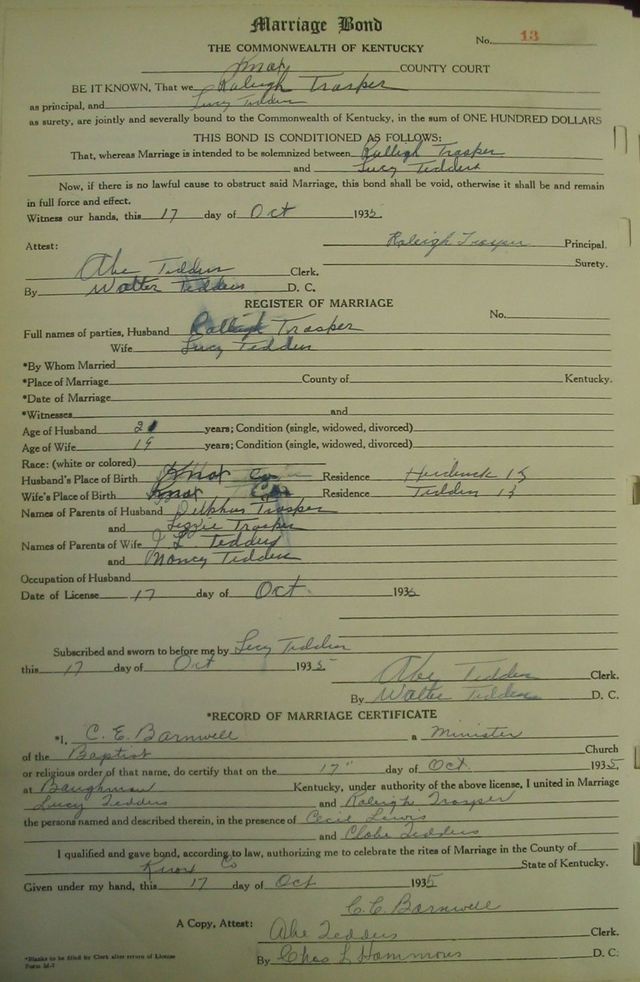 Marriage Bond
No. 13
THE COMMONWEALTH OF KENTUCKY
Knox COUNTY COURT
BE IT KNOWN, That we Raleigh Trosper
as principal, and Lucy Tedders
as surety, are jointly and severally bound to the Commonwealth of Kentucky, in the sum of ONE HUNDRED DOLLARS
THIS BOND IS CONDITIONED AS FOLLOWS:
That, whereas Marriage is intended to be solemnized between Ralleigh Trosper
and Lucy Tedders
Now, if there is no lawful cause to obstruct said Marriage, this bond shall be void, otherwise it shall be and remain
in full force and effect.
Witness our hands, this 17 day of Oct 1935
Attest: Raleigh Trosper Principal.
Surety.
Abe Tedders Clerk.
By Walter Tedders D. C.
REGISTER OF MARRIAGE
No.
Full names of parties, Husband Ralleigh Trosper
Wife Lucy Tedders
*By Whom Married
*Place of Marriage County of Kentucky.
*Date of Marriage
*Witnesses and
Age of Husband 21 years; Condition (single, widowed, divorced)
Age of Wife 19 years; Condition (single, widowed, divorced)
Race: (white or colored)
Husband's Place of Birth Knox Co Residence
Wife's Place of Birth Knox Co Residence Tedders Ky
Names of Parents of Husband Delphus Trosper
and Lizzie Trosper
Names of Parents of Wife J. L. Tedders
and Nancy Tedders
Occupation of Husband
Date of License 17 day of Oct. 1935
Subscribed and sworn to before me by Lucy Tedders
this 17 day of Oct 1935
Abe Tedders Clerk.
By Walter Tedders D. C.
*RECORD OF MARRIAGE CERTIFICATE
*I, C. E. Barnwell a Minister
of the Baptist Church
or religious order of that name, do certify that on the 17" day of Oct. 1935.
at Baughman Kentucky, under authority of the above license, I united in Marriage
Lucy Tedders and Raleigh Trosper
the persons named and described therein, in the presence of Cecil Lewis
and Clobe Tedders
I qualified and gave bond, according to law, authorizing me to celebrate the rites of Marriage in the County of
Knox Co State of Kentucky.
Given under my hand, this 17 day of Oct 1935
C. E. Barnwell
A Copy, Attest: Abe Tedders Clerk.
By Chas L Hammons D. C.
*Blanks to be filled by Clerk after return of License
Form M-7